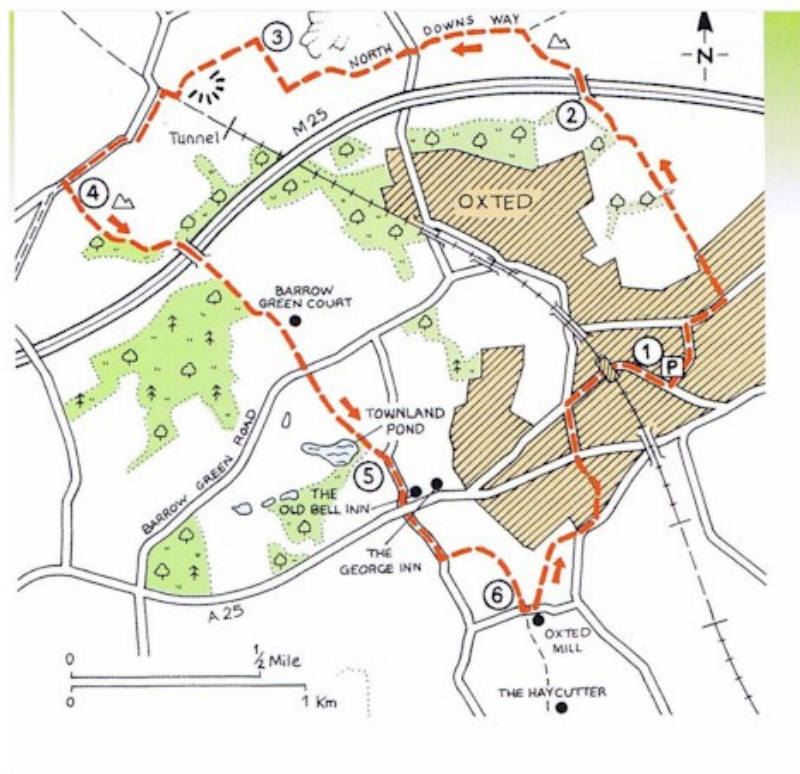 3
NORTH DOWNS WAY
N
2
Tunnel
M25
OXTED
4
BARROW
GREEN COURT
1
P
TOWNLAND
POND
BARROW GREEN ROAD
5
THE
OLD BELL INN
THE
GEORGE INN
6
A25
OXTED
MILL
0
½ Mile
0
1 Km
THE HAYCUTTER